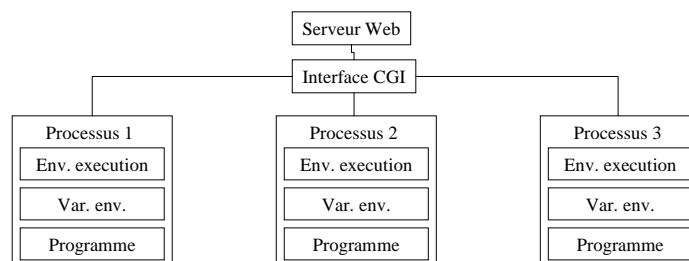 Serveur Web
Interface CGI
Processus 1
Env. execution
Var. env.
Programme
Processus 2
Env. execution
Var. env.
Programme
Processus 3
Env. execution
Var. env.
Programme